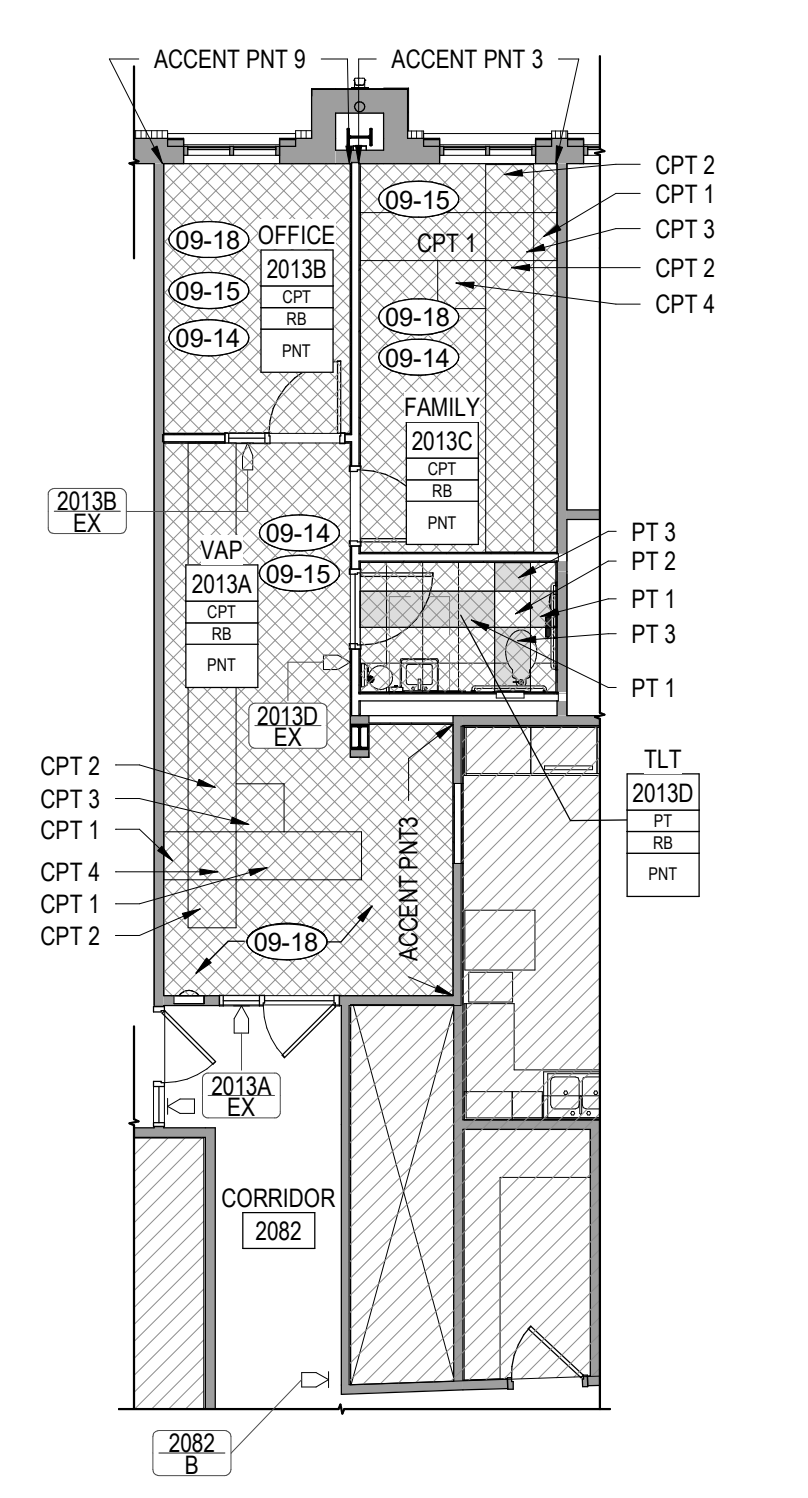 ACCENT PNT 9
ACCENT PNT 3
CPT 2
CPT 1
CPT 3
CPT 2
CPT 4
09-15
CPT 1
09-18
09-14
OFFICE
2013B
CPT
RB
PNT
09-18
09-15
09-14
FAMILY
2013C
CPT
RB
PNT
2013B
EX
09-14
09-15
VAP
2013A
CPT
RB
PNT
PT 3
PT 2
PT 1
PT 3
PT 1
2013D
EX
TLT
2013D
PT
RB
PNT
CPT 2
CPT 3
CPT 1
CPT 4
CPT 1
CPT 2
ACCENT PNT3
09-18
2013A
EX
CORRIDOR
2082
2082
B